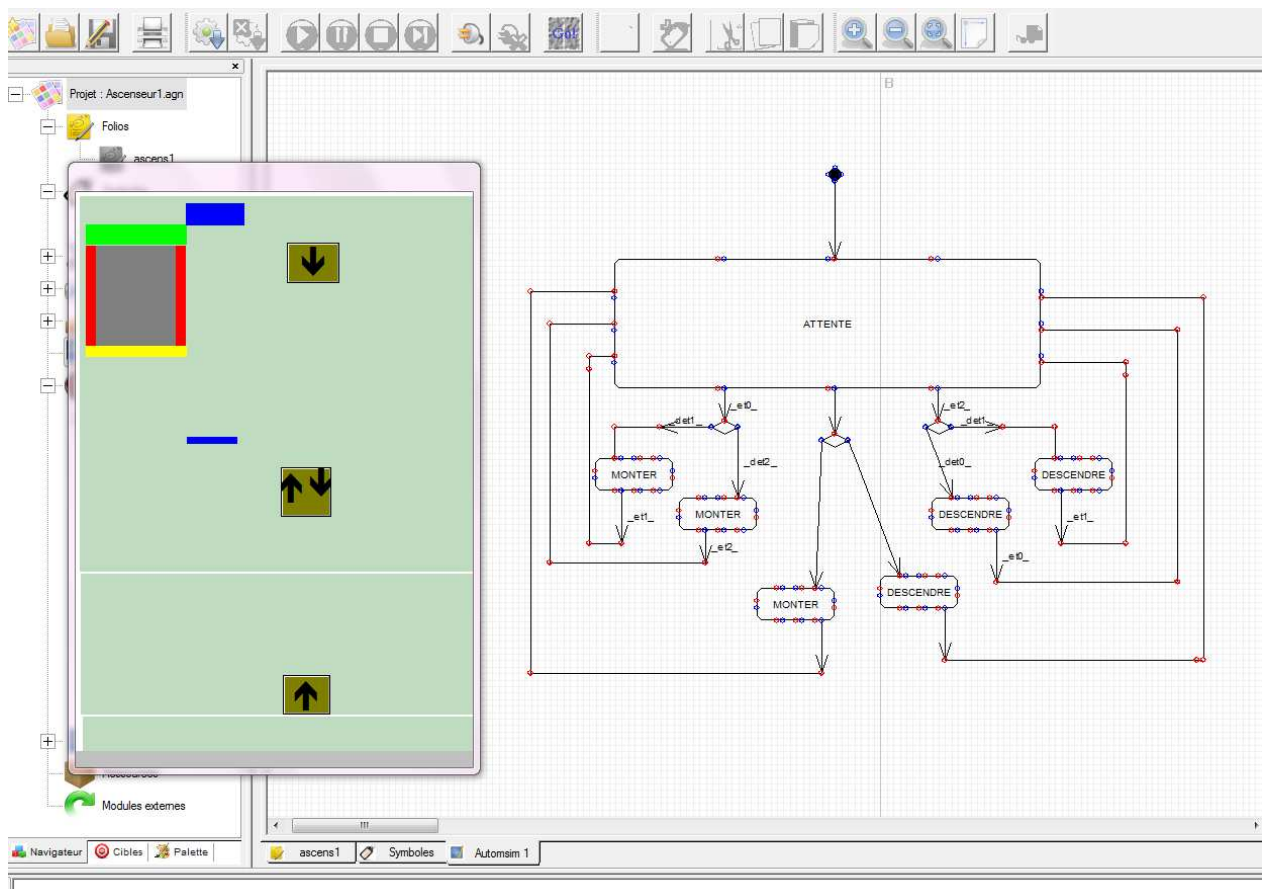 Go!
Projet : Ascenseur1.agn
Folios
ascens1
ATTENTE
_et0_
_et2_
_det1_
_det1_
_det2_
_det0_
MONTER
DESCENDRE
MONTER
DESCENDRE
_et1_
_et1_
_et2_
_et0_
MONTER
DESCENDRE
Modules externes
Navigateur
Cibles
Palette
ascens1
Symboles
Automsim 1